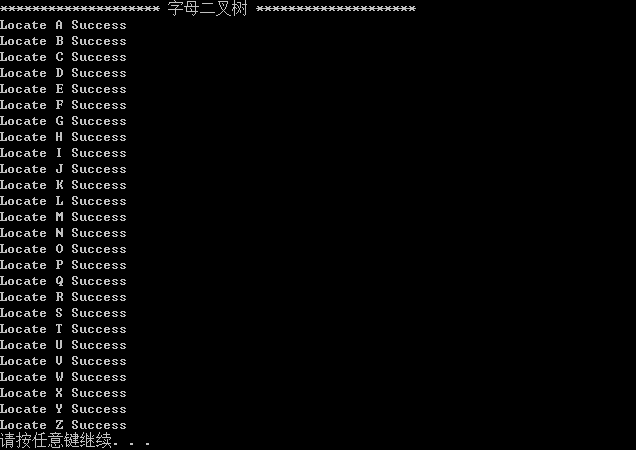 ******************** 字母二叉树 ********************
Locate A Success
Locate B Success
Locate C Success
Locate D Success
Locate E Success
Locate F Success
Locate G Success
Locate H Success
Locate I Success
Locate J Success
Locate K Success
Locate L Success
Locate M Success
Locate N Success
Locate O Success
Locate P Success
Locate Q Success
Locate R Success
Locate S Success
Locate T Success
Locate U Success
Locate V Success
Locate W Success
Locate X Success
Locate Y Success
Locate Z Success
请按任意键继续. . .